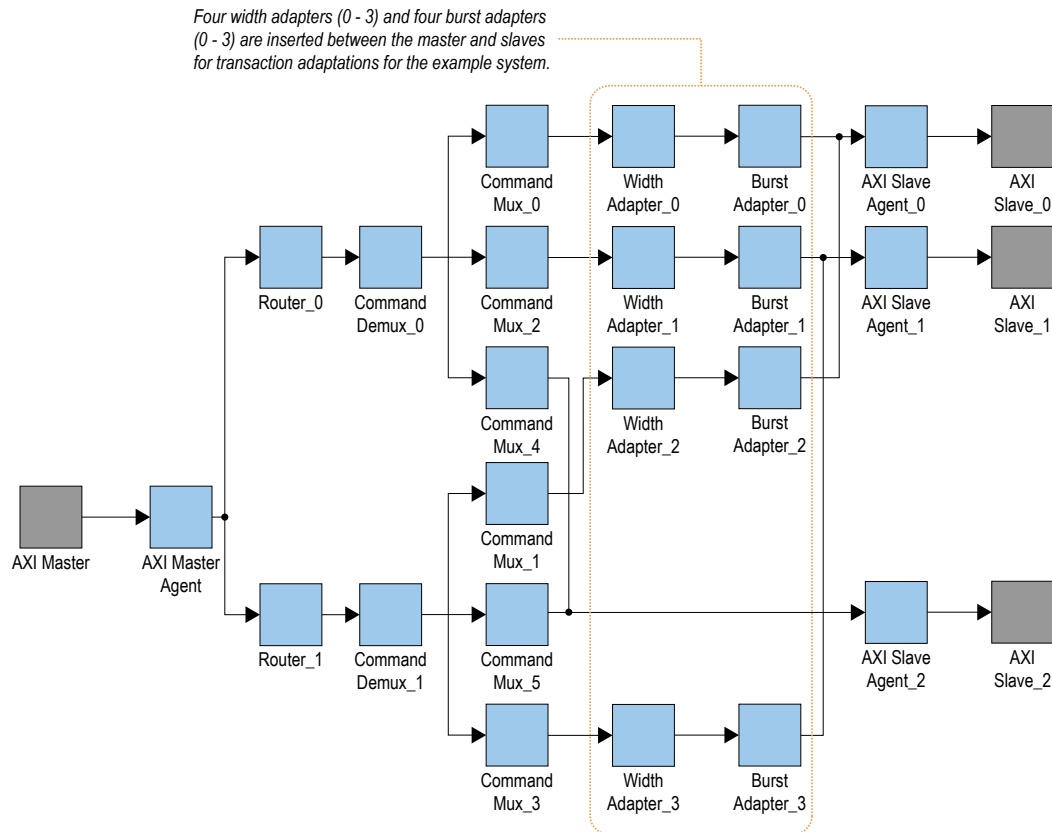 Four width adapters (0 - 3) and four burst adapters
(0 - 3) are inserted between the master and slaves
for transaction adaptations for the example system.
Command
Mux_0
Width
Adapter_0
Burst
Adapter_0
AXI Slave
Agent_0
AXI
Slave_0
Router_0
Command
Demux_0
Command
Mux_2
Width
Adapter_1
Burst
Adapter_1
AXI Slave
Agent_1
AXI
Slave_1
Command
Mux_4
Width
Adapter_2
Burst
Adapter_2
AXI Master
AXI Master
Agent
Command
Mux_1
Router_1
Command
Demux_1
Command
Mux_5
AXI Slave
Agent_2
AXI
Slave_2
Command
Mux_3
Width
Adapter_3
Burst
Adapter_3